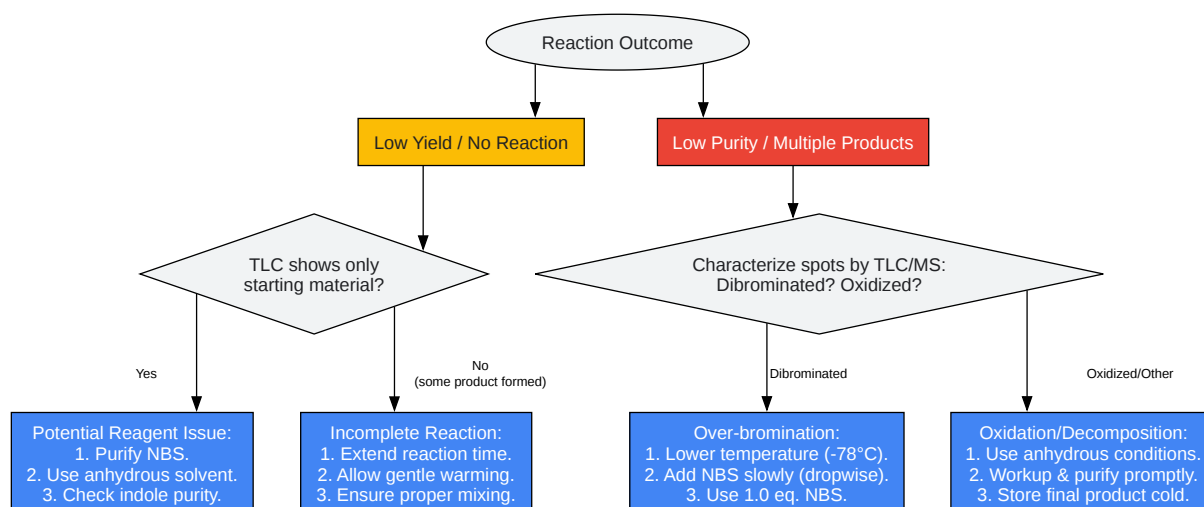 Reaction Outcome
Low Yield / No Reaction
Low Purity / Multiple Products
TLC shows only
starting material?
Characterize spots by TLC/MS:
Dibrominated? Oxidized?
Yes
No
(some product formed)
Dibrominated
Oxidized/Other
Potential Reagent Issue:
1. Purify NBS.
2. Use anhydrous solvent.
3. Check indole purity.
Incomplete Reaction:
1. Extend reaction time.
2. Allow gentle warming.
3. Ensure proper mixing.
Over-bromination:
1. Lower temperature (-78°C).
2. Add NBS slowly (dropwise).
3. Use 1.0 eq. NBS.
Oxidation/Decomposition:
1. Use anhydrous conditions.
2. Workup & purify promptly.
3. Store final product cold.